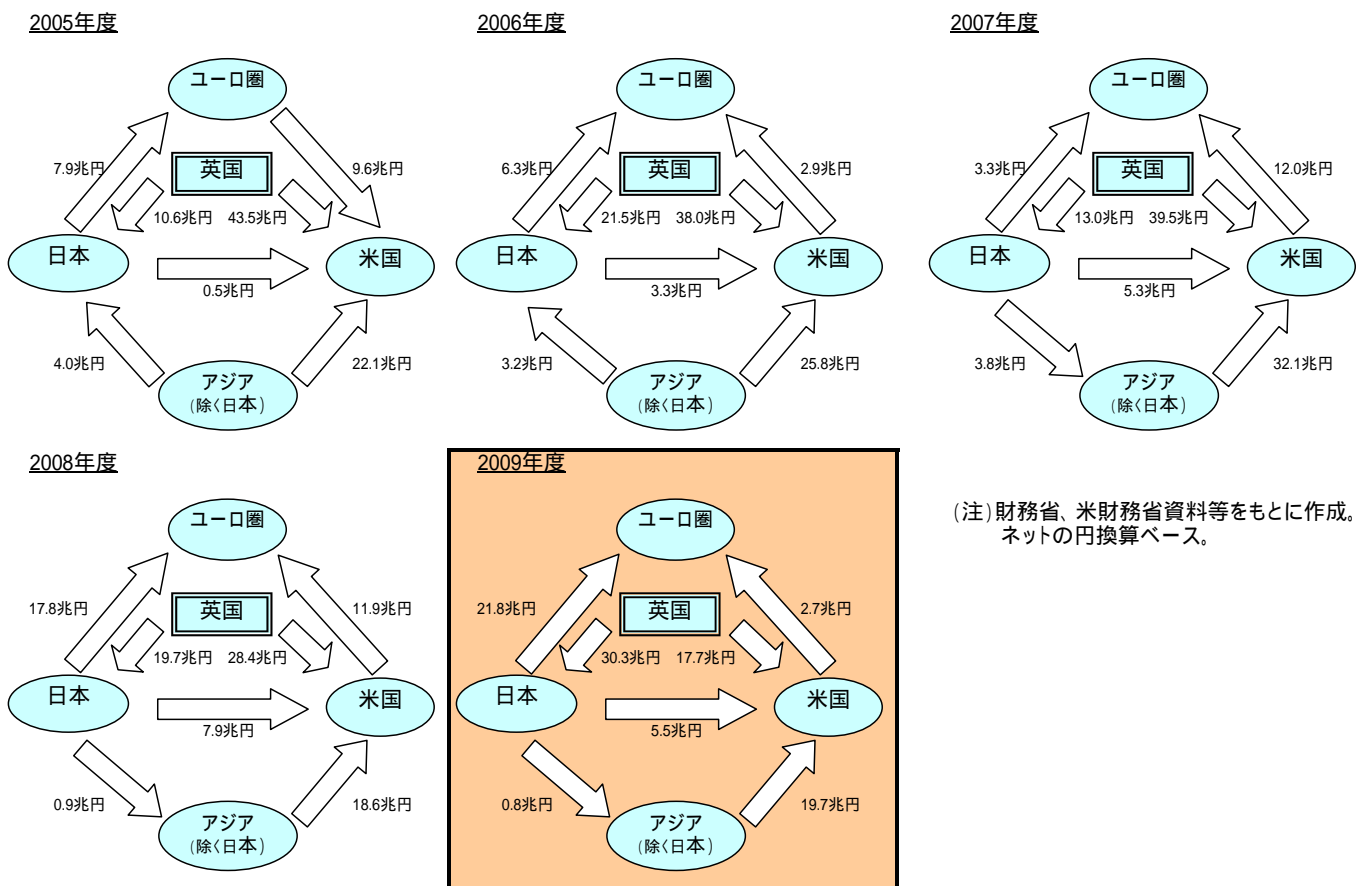 2005年度
ユーロ圏
7.9兆円
英国
9.6兆円
10.6兆円 43.5兆円
日本
米国
0.5兆円
4.0兆円
22.1兆円
アジア
(除く日本)
2006年度
ユーロ圏
6.3兆円
英国
2.9兆円
21.5兆円 38.0兆円
日本
米国
3.3兆円
3.2兆円
25.8兆円
アジア
(除く日本)
2007年度
ユーロ圏
3.3兆円
英国
12.0兆円
13.0兆円 39.5兆円
日本
米国
5.3兆円
3.8兆円
32.1兆円
アジア
(除く日本)
2008年度
ユーロ圏
17.8兆円
英国
11.9兆円
19.7兆円 28.4兆円
日本
米国
7.9兆円
0.9兆円
18.6兆円
アジア
(除く日本)
2009年度
ユーロ圏
21.8兆円
英国
2.7兆円
30.3兆円 17.7兆円
日本
米国
5.5兆円
0.8兆円
19.7兆円
アジア
(除く日本)
(注)財務省、米財務省資料等をもとに作成。
ネットの円換算ベース。